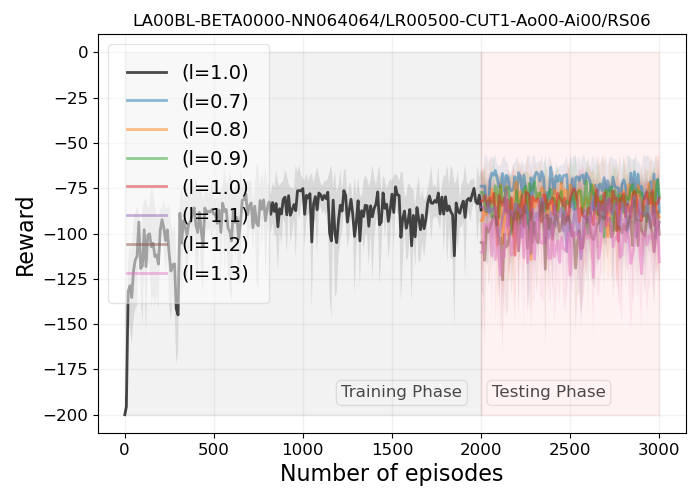 LA00BL-BETA0000-NN064064/LR00500-CUT1-Ao00-Ai00/RS06
0
−25
−50
−75
−100
−125
−150
−175
−200
Reward
(l=1.0)
(l=0.7)
(l=0.8)
(l=0.9)
(l=1.0)
(l=1.1)
(l=1.2)
(l=1.3)
Training Phase
Testing Phase
0
500
1000
1500
2000
2500
3000
Number of episodes